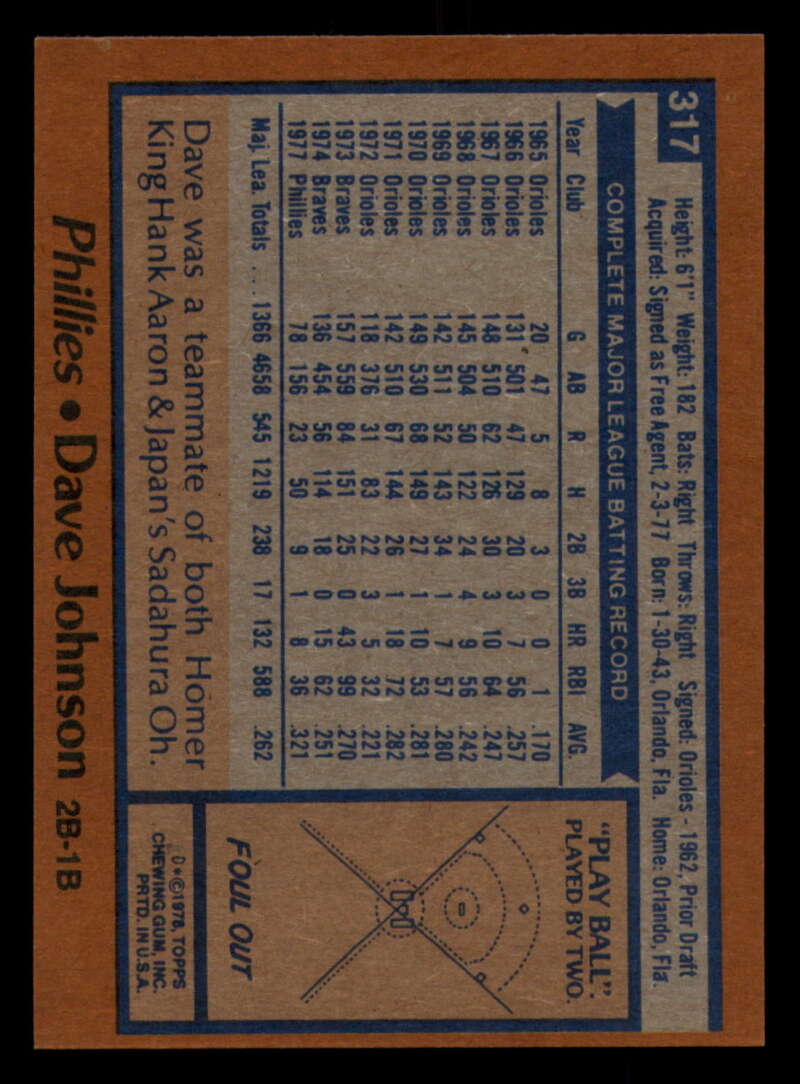 317
Height: 6'1" Weight: 182 Bats: Right Throws: Right Signed: Orioles - 1962, Prior Draft
Acquired: Signed as Free Agent, 2-3-77 Born: 1-30-43, Orlando, Fla. Home: Orlando, Fla.
COMPLETE MAJOR LEAGUE BATTING RECORD
Year Club G AB R H 2B 3B HR RBI AVG.
1965 Orioles 20 47 5 8 3 0 0 1 .170
1966 Orioles 131 501 47 129 20 3 7 56 .257
1967 Orioles 148 510 62 126 30 3 10 64 .247
1968 Orioles 145 504 50 122 24 4 9 56 .242
1969 Orioles 142 511 52 143 34 1 7 57 .280
1970 Orioles 149 530 68 149 27 1 10 53 .281
1971 Orioles 142 510 67 144 26 1 18 72 .282
1972 Orioles 118 376 31 83 22 3 5 32 .221
1973 Braves 157 559 84 151 25 0 43 99 .270
1974 Braves 136 454 56 114 18 0 15 62 .251
1977 Phillies 78 156 23 50 9 1 8 36 .321
Maj. Lea. Totals . . . 1366 4658 545 1219 238 17 132 588 .262
Dave was a teammate of both Homer
King Hank Aaron & Japan's Sadahura Oh.
"PLAY BALL".
PLAYED BY TWO.
FOUL OUT
D*©1978, TOPPS
CHEWING GUM, INC.
PRTD. IN U.S.A.
Phillies • Dave Johnson 2B-1B